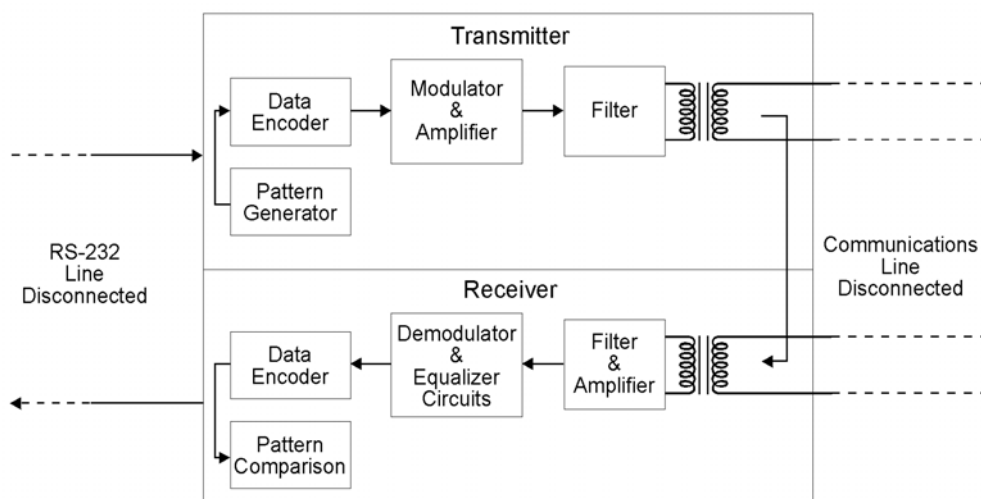 Transmitter
Data
Encoder
Modulator
&
Amplifier
Filter
Pattern
Generator
RS-232
Line
Disconnected
Communications
Line
Disconnected
Receiver
Data
Encoder
Demodulator
&
Equalizer
Circuits
Filter
&
Amplifier
Pattern
Comparison